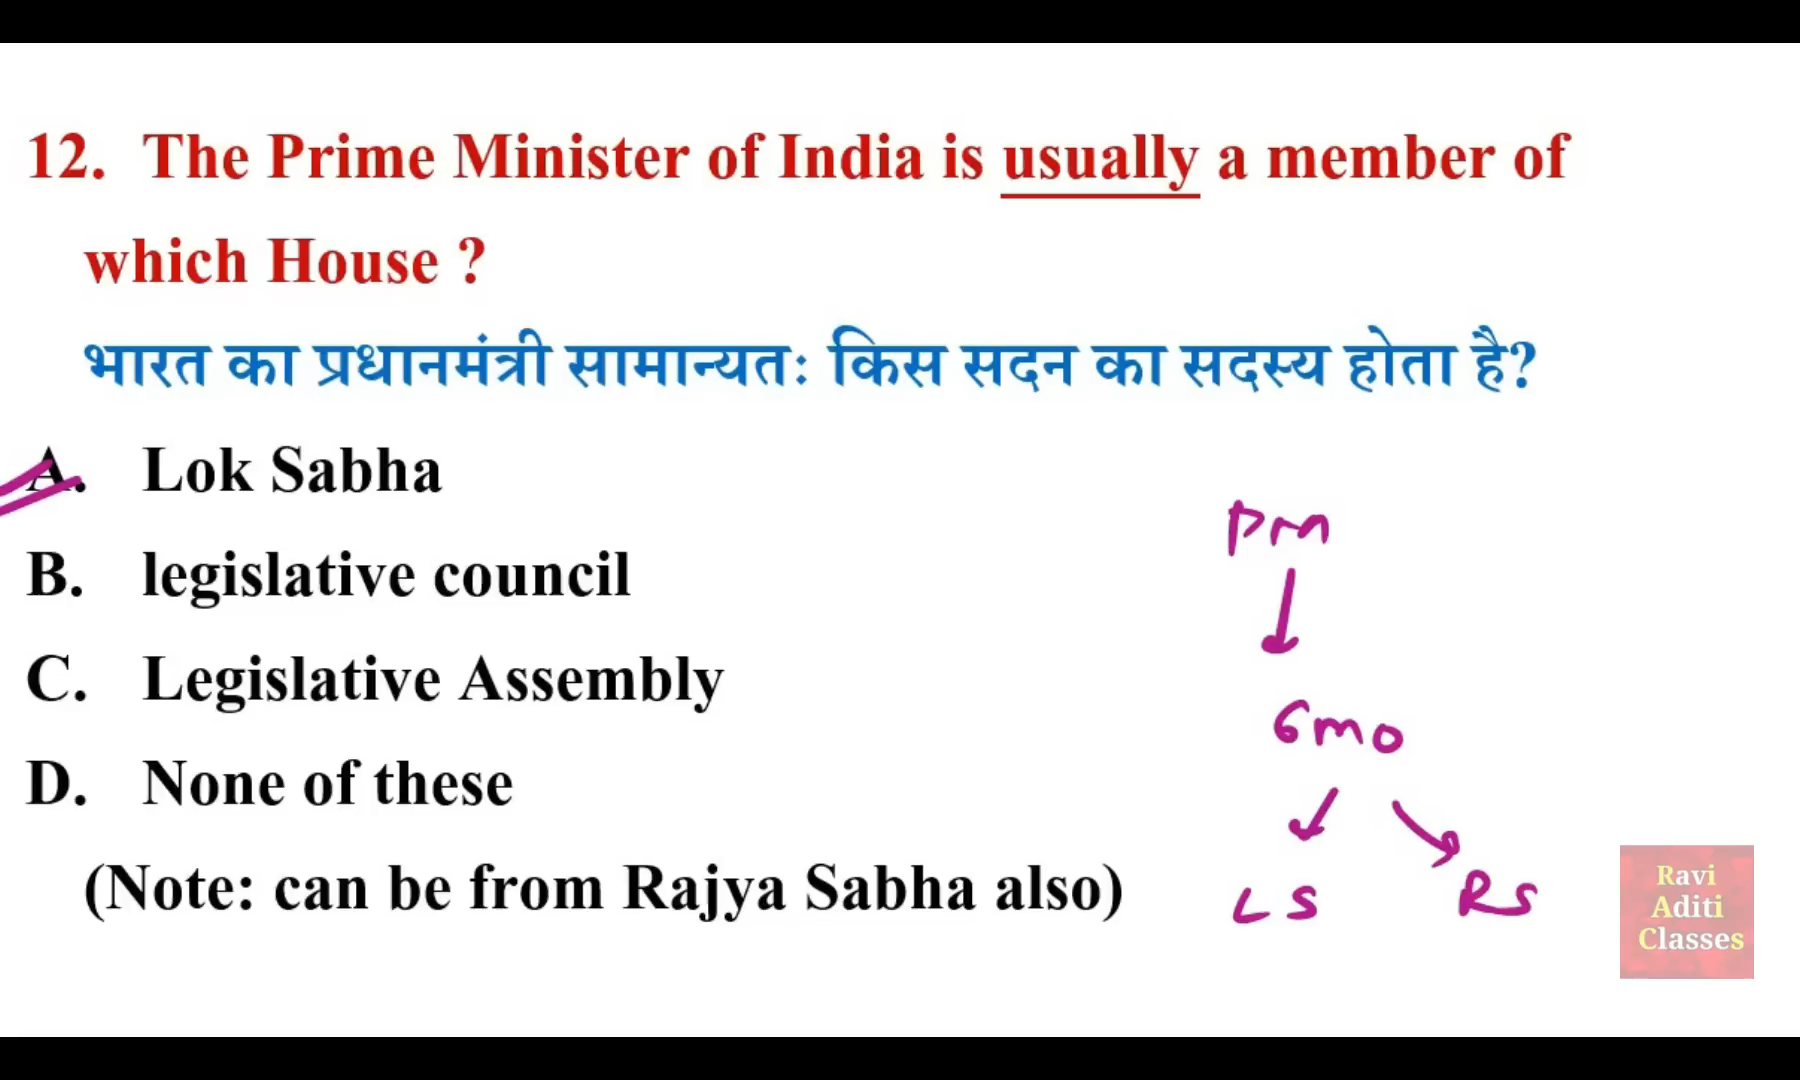 12. The Prime Minister of India is usually a member of
which House ?
भारत का प्रधानमंत्री सामान्यतः किस सदन का सदस्य होता है?
A. Lok Sabha
B. legislative council
C. Legislative Assembly
D. None of these
(Note: can be from Rajya Sabha also)
PM
6mo
LS RS
Ravi
Aditi
Classes